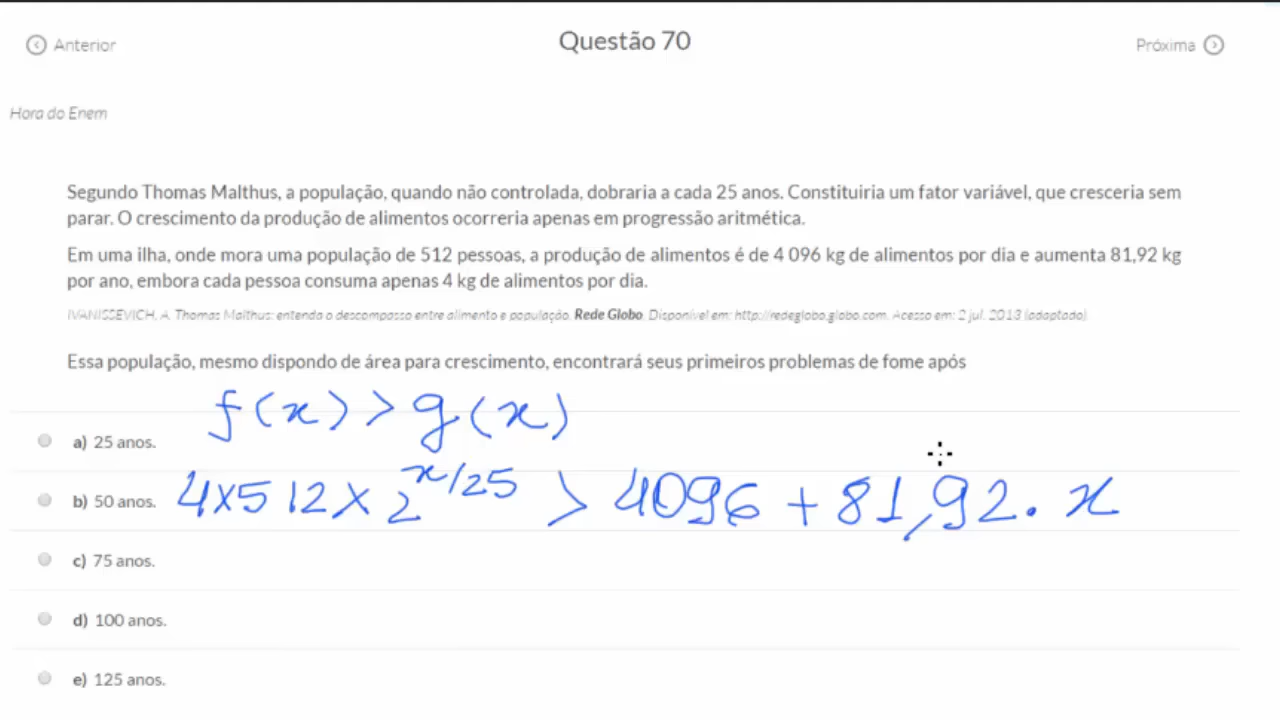 Anterior
Questão 70
Próxima
Hora do Enem
Segundo Thomas Malthus, a população, quando não controlada, dobraria a cada 25 anos. Constituiria um fator variável, que cresceria sem
parar. O crescimento da produção de alimentos ocorreria apenas em progressão aritmética.
Em uma ilha, onde mora uma população de 512 pessoas, a produção de alimentos é de 4 096 kg de alimentos por dia e aumenta 81,92 kg
por ano, embora cada pessoa consuma apenas 4 kg de alimentos por dia.
IVANISSEVICH, A. Thomas Malthus: entenda o descompasso entre alimento e população. Rede Globo. Disponível em: http://redeglobo.globo.com. Acesso em: 2 jul. 2013 (adaptado)
Essa população, mesmo dispondo de área para crescimento, encontrará seus primeiros problemas de fome após
f(x) > g(x)
a) 25 anos.
b) 50 anos. 4x512x2^x/25 > 4096 + 81,92 . x
c) 75 anos.
d) 100 anos.
e) 125 anos.